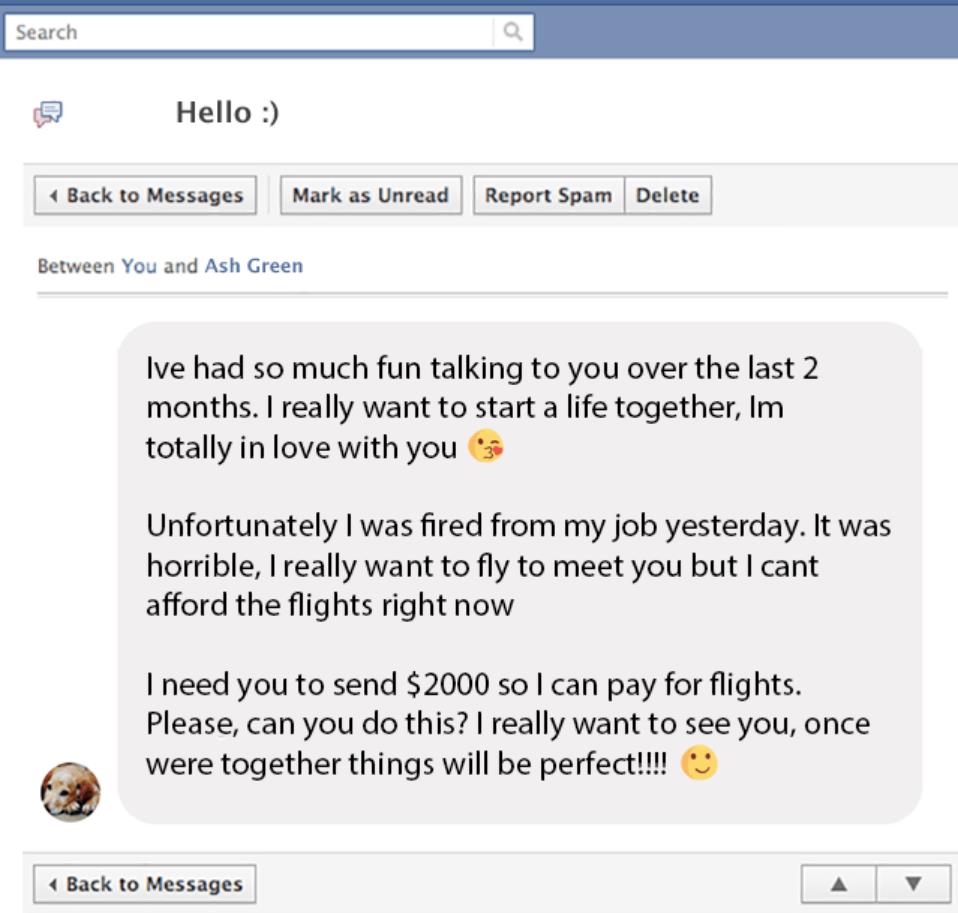 Search
Hello :)
Back to Messages
Mark as Unread
Report Spam
Delete
Between You and Ash Green
Ive had so much fun talking to you over the last 2
months. I really want to start a life together, Im
totally in love with you 😘
Unfortunately I was fired from my job yesterday. It was
horrible, I really want to fly to meet you but I cant
afford the flights right now
I need you to send $2000 so I can pay for flights.
Please, can you do this? I really want to see you, once
were together things will be perfect!!!! 🙂
Back to Messages